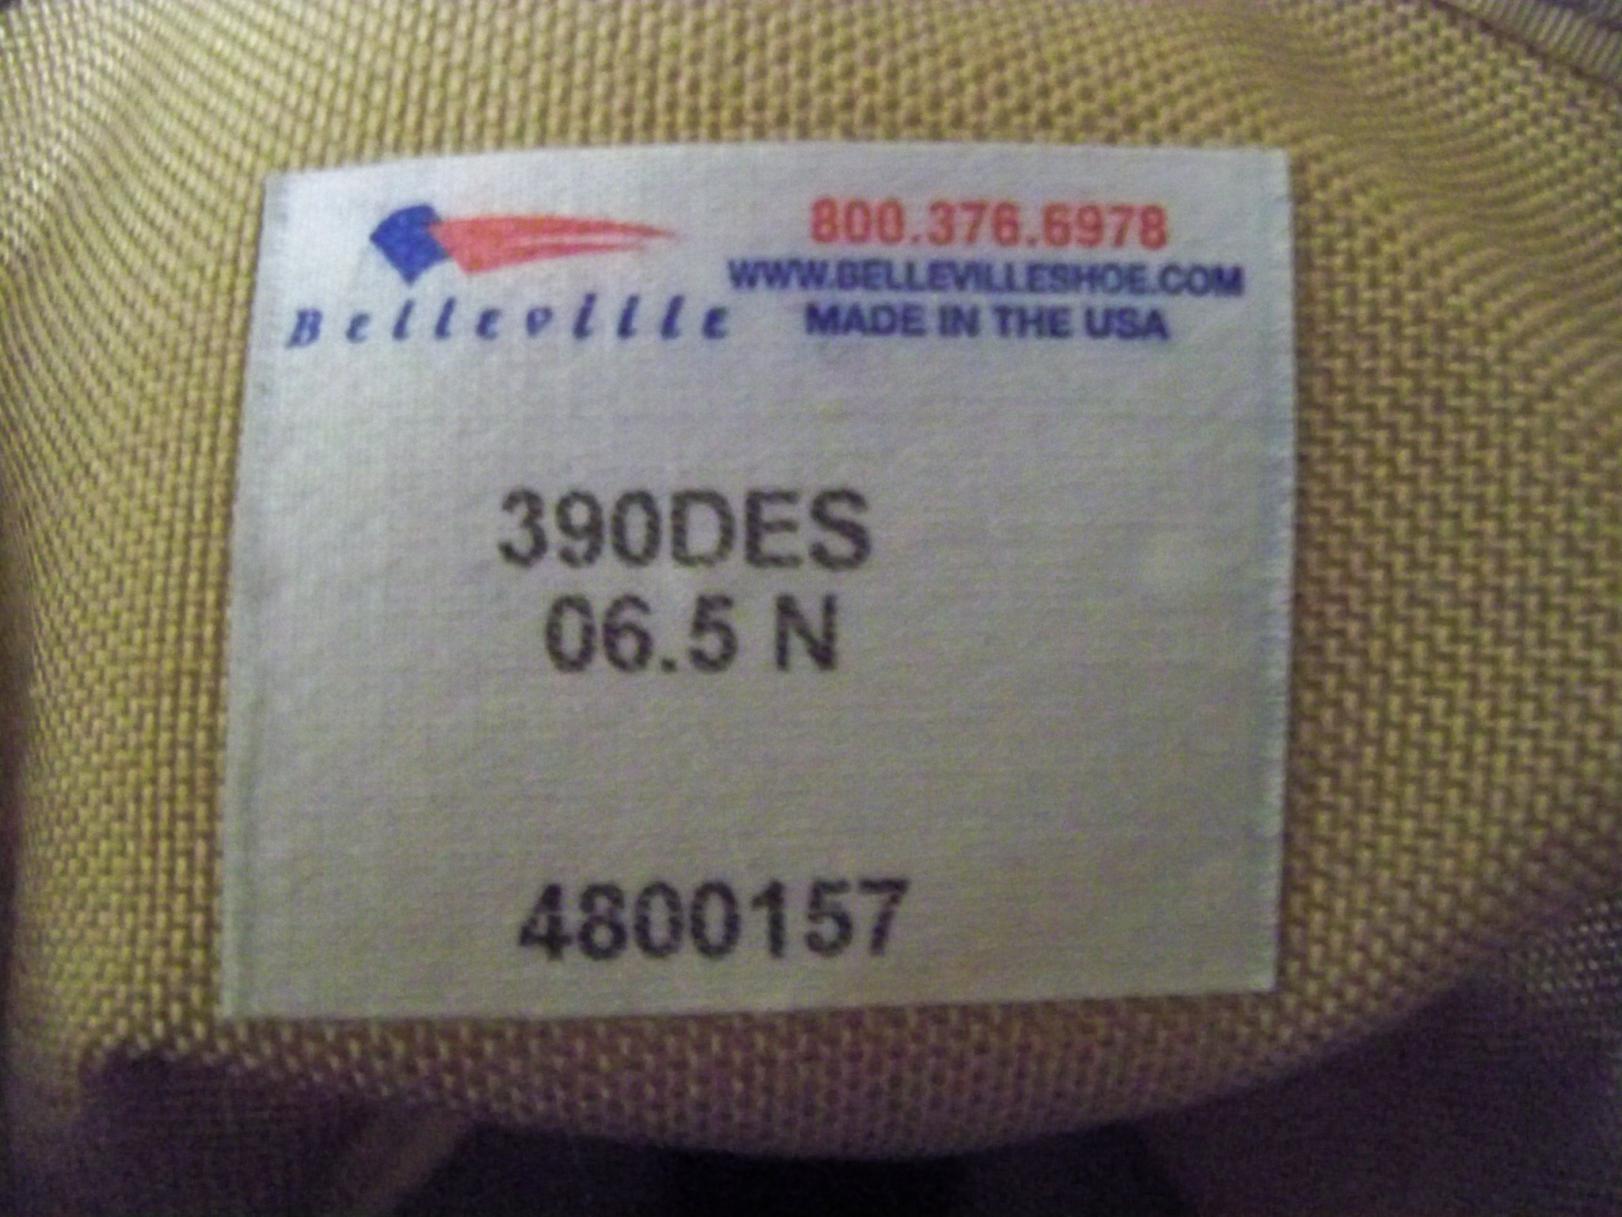 800.376.6978
WWW.BELLEVILLESHOE.COM
Belleville MADE IN THE USA
390DES
06.5 N
4800157